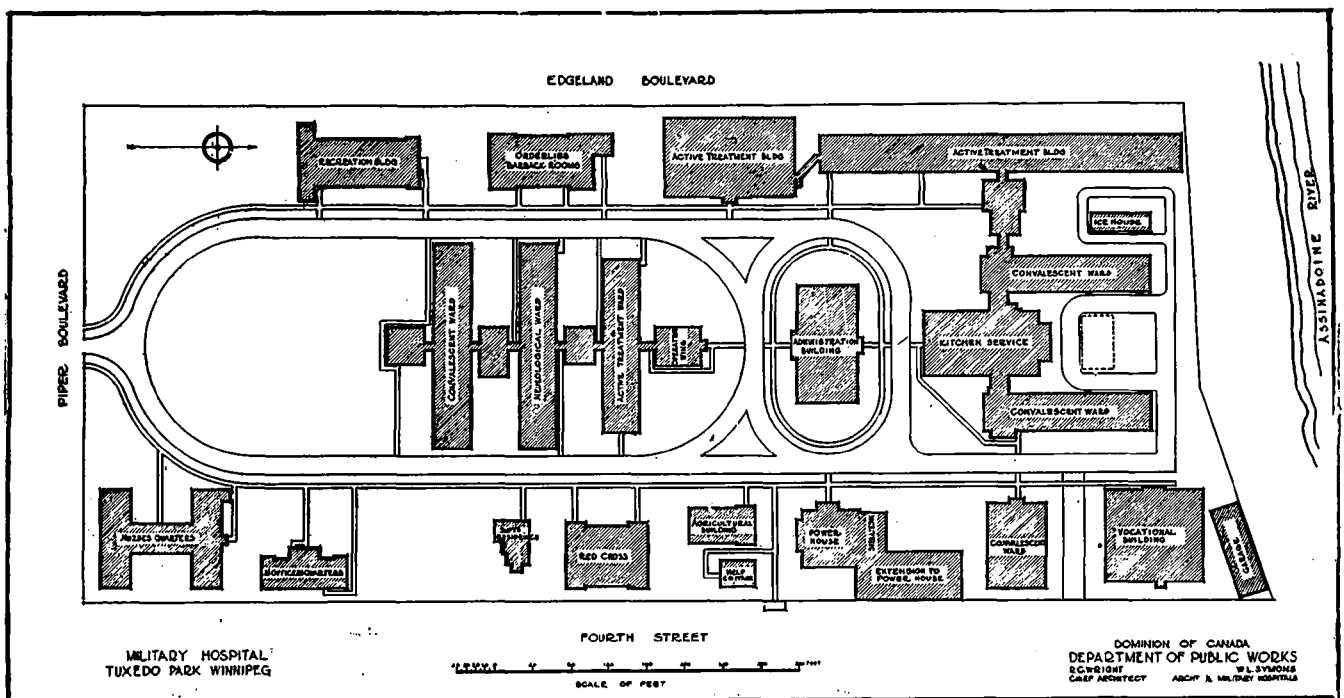 EDGELAND BOULEVARD
RECREATION BLDG
ORDERLIES
BARRACK ROOMS
ACTIVE TREATMENT BLDG
ACTIVE TREATMENT BLDG
ICE HOUSE
ASSINABOINE RIVER
PIPER BOULEVARD
CONVALESCENT WARD
NEUROLOGICAL WARD
ACTIVE TREATMENT WARD
WING
ADMINISTRATION
BUILDING
CONVALESCENT WARD
KITCHEN SERVICE
CONVALESCENT WARD
NURSES QUARTERS
RED CROSS
AGRICULTURAL
BUILDING
POWER
HOUSE
EXTENSION TO
POWER HOUSE
CONVALESCENT
WARD
VOCATIONAL
BUILDING
GARAGE
MILITARY HOSPITAL
TUXEDO PARK WINNIPEG
FOURTH STREET
SCALE OF FEET
DOMINION OF CANADA
DEPARTMENT OF PUBLIC WORKS
R.C.WRIGHT W.L.SYMONS
CHIEF ARCHITECT ARCHT MILITARY HOSPITALS